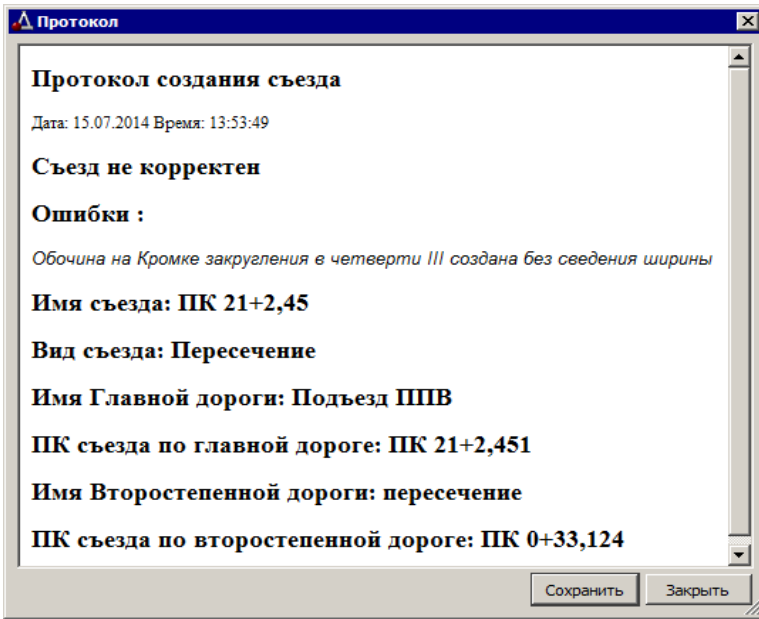 Протокол
Протокол создания съезда
Дата: 15.07.2014 Время: 13:53:49
Съезд не корректен
Ошибки :
Обочина на Кромке закругления в четверти III создана без сведения ширины
Имя съезда: ПК 21+2,45
Вид съезда: Пересечение
Имя Главной дороги: Подъезд ППВ
ПК съезда по главной дороге: ПК 21+2,451
Имя Второстепенной дороги: пересечение
ПК съезда по второстепенной дороге: ПК 0+33,124
Сохранить Закрыть